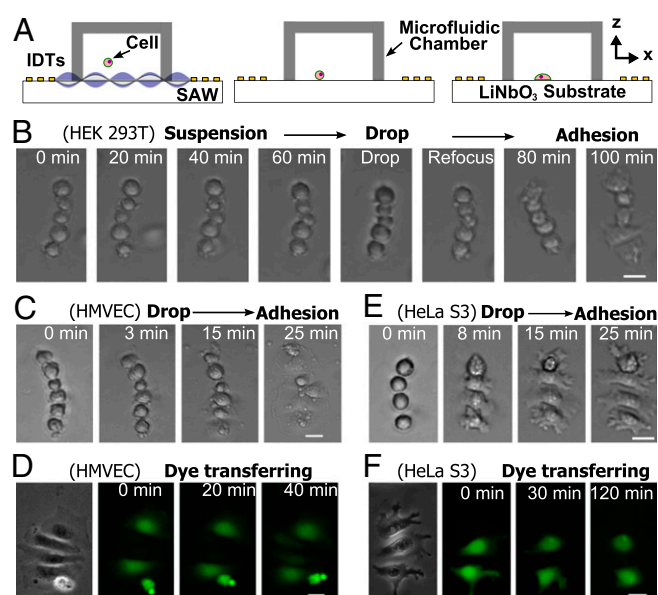 A
IDTs
Cell
SAW
Microfluidic
Chamber
z
x
LiNbO3 Substrate
B
(HEK 293T) Suspension Drop Adhesion
0 min 20 min 40 min 60 min Drop Refocus 80 min 100 min
C
(HMVEC) Drop Adhesion
0 min 3 min 15 min 25 min
E
(HeLa S3) Drop Adhesion
0 min 8 min 15 min 25 min
D
(HMVEC) Dye transferring
0 min 20 min 40 min
F
(HeLa S3) Dye transferring
0 min 30 min 120 min